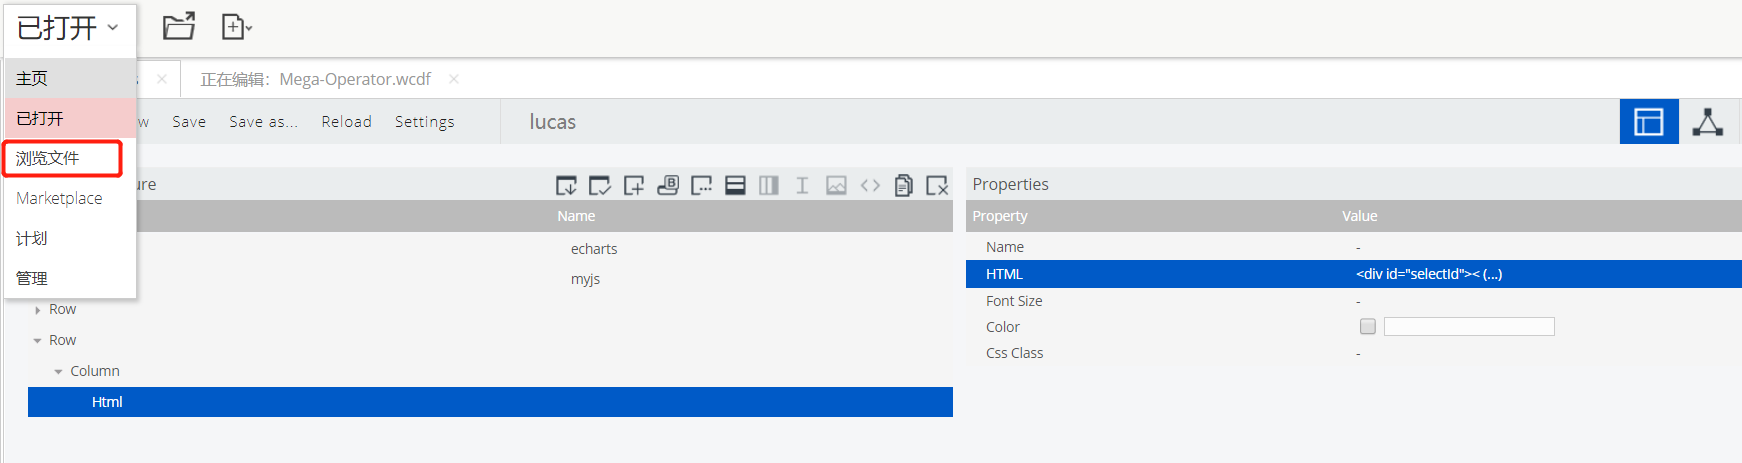 已打开
主页
正在编辑：Mega-Operator.wcdf
已打开
Save Save as... Reload Settings lucas
浏览文件
Properties
Marketplace
Name
Property Value
计划
echarts
Name -
管理
myjs
HTML <div id="selectId">< (...)
Row
Font Size -
Color
Row
Css Class -
Column
Html